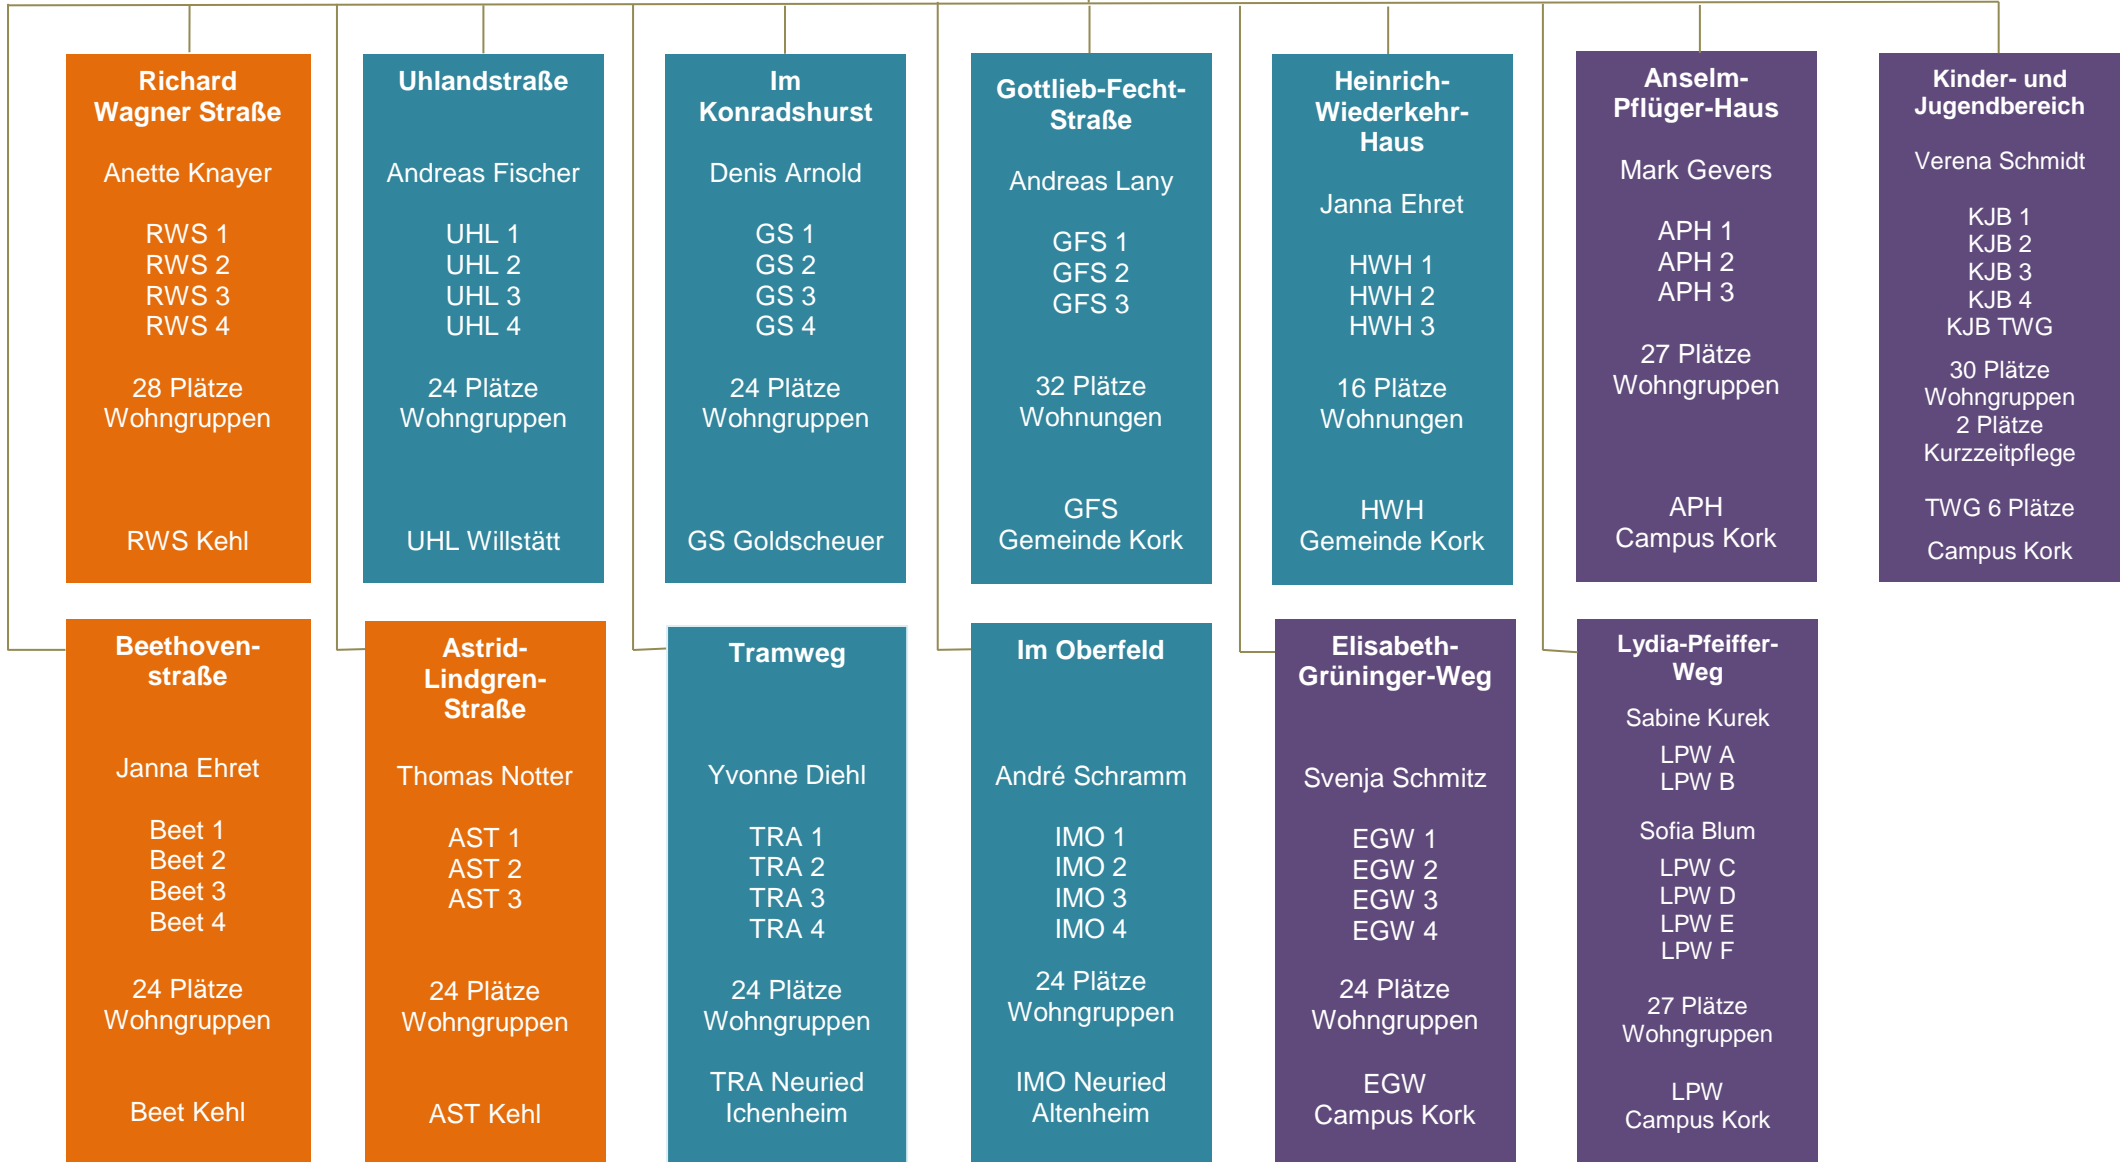 Richard
Wagner Straße
Anette Knayer
RWS 1
RWS 2
RWS 3
RWS 4
28 Plätze
Wohngruppen
RWS Kehl
Uhlandstraße
Andreas Fischer
UHL 1
UHL 2
UHL 3
UHL 4
24 Plätze
Wohngruppen
UHL Willstätt
Im
Konradshurst
Denis Arnold
GS 1
GS 2
GS 3
GS 4
24 Plätze
Wohngruppen
GS Goldscheuer
Gottlieb-Fecht-
Straße
Andreas Lany
GFS 1
GFS 2
GFS 3
32 Plätze
Wohnungen
GFS
Gemeinde Kork
Heinrich-
Wiederkehr-
Haus
Janna Ehret
HWH 1
HWH 2
HWH 3
16 Plätze
Wohnungen
HWH
Gemeinde Kork
Anselm-
Pflüger-Haus
Mark Gevers
APH 1
APH 2
APH 3
27 Plätze
Wohngruppen
APH
Campus Kork
Kinder- und
Jugendbereich
Verena Schmidt
KJB 1
KJB 2
KJB 3
KJB 4
KJB TWG
30 Plätze
Wohngruppen
2 Plätze
Kurzzeitpflege
TWG 6 Plätze
Campus Kork
Beethoven-
straße
Janna Ehret
Beet 1
Beet 2
Beet 3
Beet 4
24 Plätze
Wohngruppen
Beet Kehl
Astrid-
Lindgren-
Straße
Thomas Notter
AST 1
AST 2
AST 3
24 Plätze
Wohngruppen
AST Kehl
Tramweg
Yvonne Diehl
TRA 1
TRA 2
TRA 3
TRA 4
24 Plätze
Wohngruppen
TRA Neuried
Ichenheim
Im Oberfeld
André Schramm
IMO 1
IMO 2
IMO 3
IMO 4
24 Plätze
Wohngruppen
IMO Neuried
Altenheim
Elisabeth-
Grüninger-Weg
Svenja Schmitz
EGW 1
EGW 2
EGW 3
EGW 4
24 Plätze
Wohngruppen
EGW
Campus Kork
Lydia-Pfeiffer-
Weg
Sabine Kurek
LPW A
LPW B
Sofia Blum
LPW C
LPW D
LPW E
LPW F
27 Plätze
Wohngruppen
LPW
Campus Kork